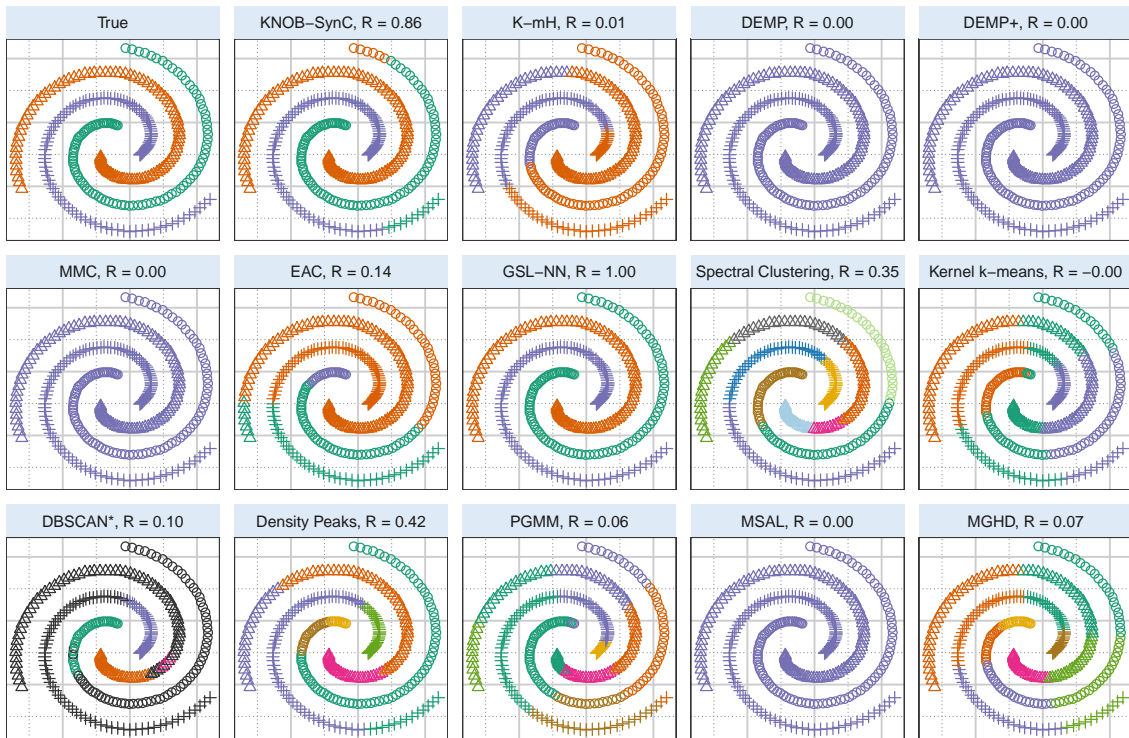 True
KNOB−SynC, R = 0.86
K−mH, R = 0.01
DEMP, R = 0.00
DEMP+, R = 0.00
MMC, R = 0.00
EAC, R = 0.14
GSL−NN, R = 1.00
Spectral Clustering, R = 0.35
Kernel k−means, R = −0.00
DBSCAN*, R = 0.10
Density Peaks, R = 0.42
PGMM, R = 0.06
MSAL, R = 0.00
MGHD, R = 0.07